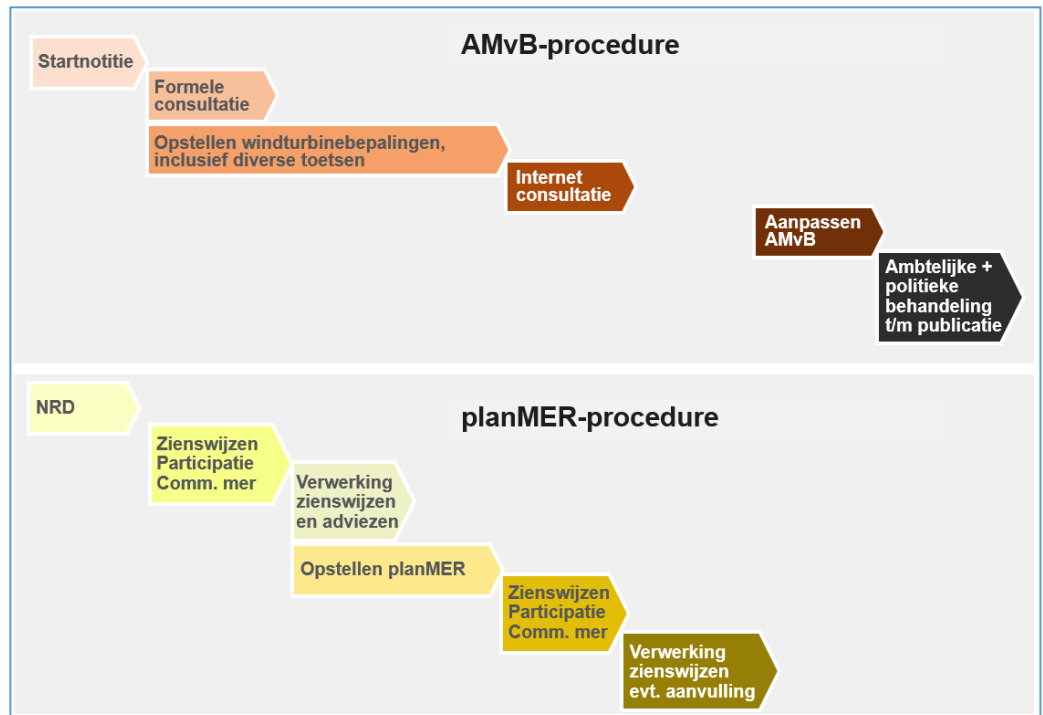 AMvB-procedure
Startnotitie
Formele
consultatie
Opstellen windturbinebepalingen,
inclusief diverse toetsen
Internet
consultatie
Aanpassen
AMvB
Ambtelijke +
politieke
behandeling
t/m publicatie
planMER-procedure
NRD
Zienswijzen
Participatie
Comm. mer
Verwerking
zienswijzen
en adviezen
Opstellen planMER
Zienswijzen
Participatie
Comm. mer
Verwerking
zienswijzen
evt. aanvulling